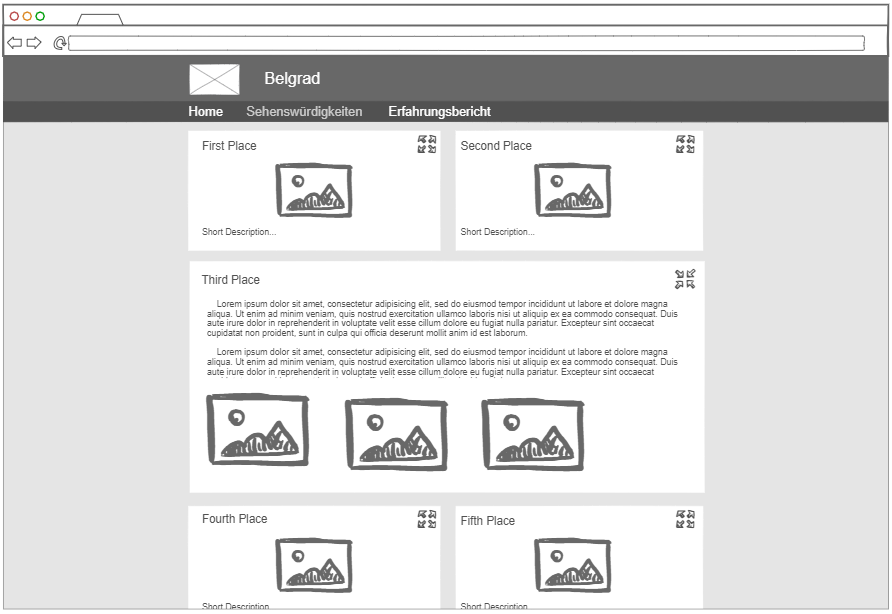 Belgrad
Home Sehenswürdigkeiten Erfahrungsbericht
First Place
Short Description...
Second Place
Short Description...
Third Place
Lorem ipsum dolor sit amet, consectetur adipisicing elit, sed do eiusmod tempor incididunt ut labore et dolore magna
aliqua. Ut enim ad minim veniam, quis nostrud exercitation ullamco laboris nisi ut aliquip ex ea commodo consequat. Duis
aute irure dolor in reprehenderit in voluptate velit esse cillum dolore eu fugiat nulla pariatur. Excepteur sint occaecat
cupidatat non proident, sunt in culpa qui officia deserunt mollit anim id est laborum.
Lorem ipsum dolor sit amet, consectetur adipisicing elit, sed do eiusmod tempor incididunt ut labore et dolore magna
aliqua. Ut enim ad minim veniam, quis nostrud exercitation ullamco laboris nisi ut aliquip ex ea commodo consequat. Duis
aute irure dolor in reprehenderit in voluptate velit esse cillum dolore eu fugiat nulla pariatur. Excepteur sint occaecat
Fourth Place
Short Description
Fifth Place
Short Description